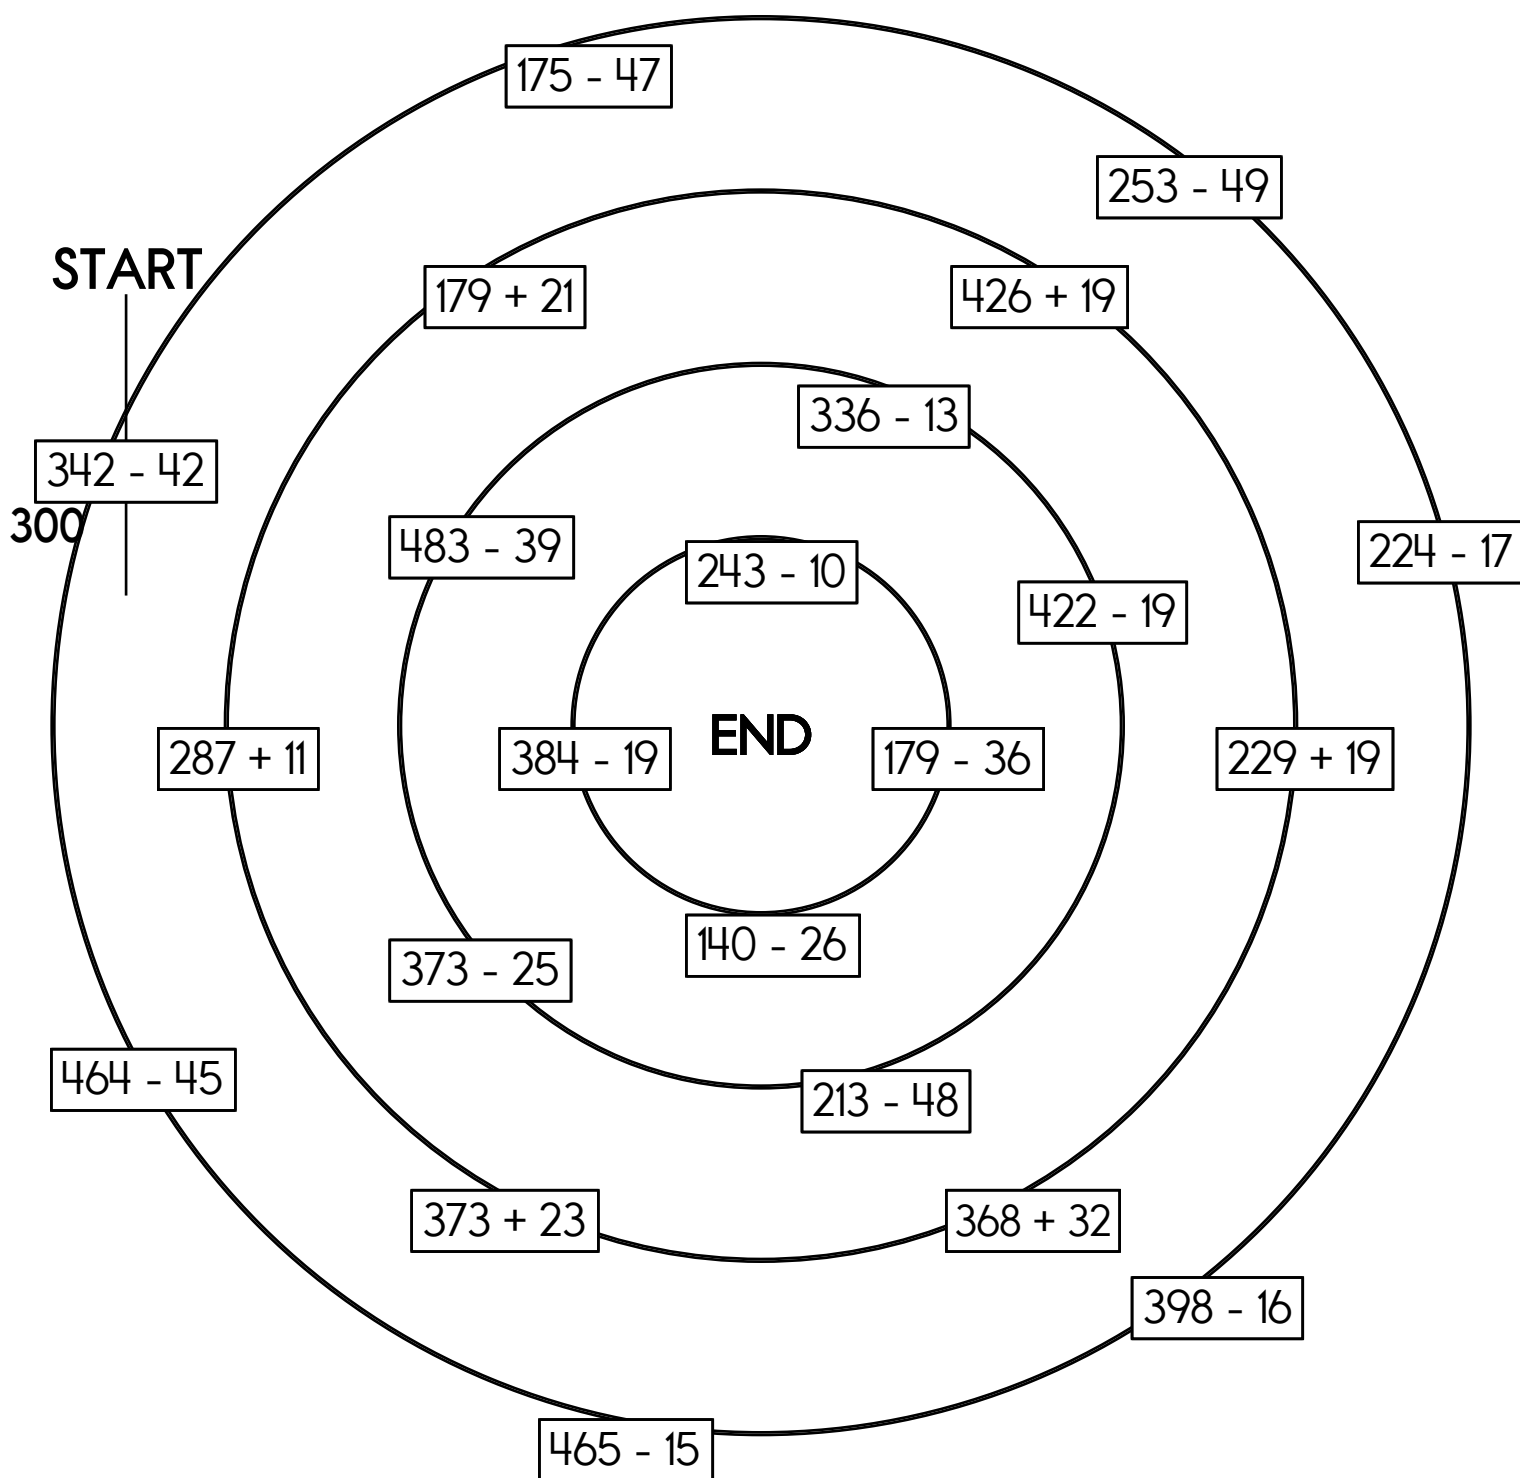 175 - 47
253 - 49
START
179 + 21
426 + 19
336 - 13
342 - 42
300
483 - 39
243 - 10
224 - 17
422 - 19
END
287 + 11
384 - 19
179 - 36
229 + 19
140 - 26
373 - 25
464 - 45
213 - 48
373 + 23
368 + 32
398 - 16
465 - 15